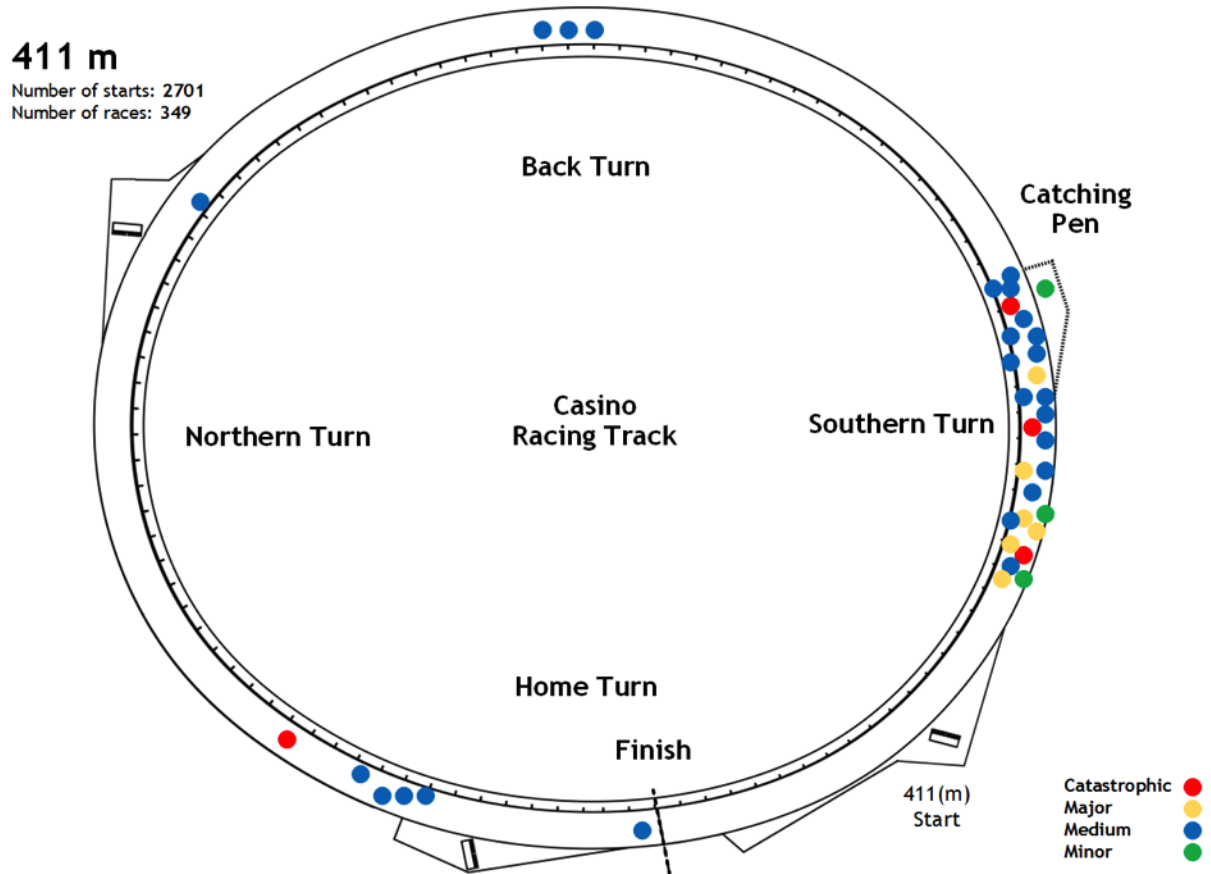 411 m
Number of starts: 2701
Number of races: 349
Back Turn
Catching
Pen
Northern Turn
Casino
Racing Track
Southern Turn
Home Turn
Finish
411(m)
Start
Catastrophic
Major
Medium
Minor